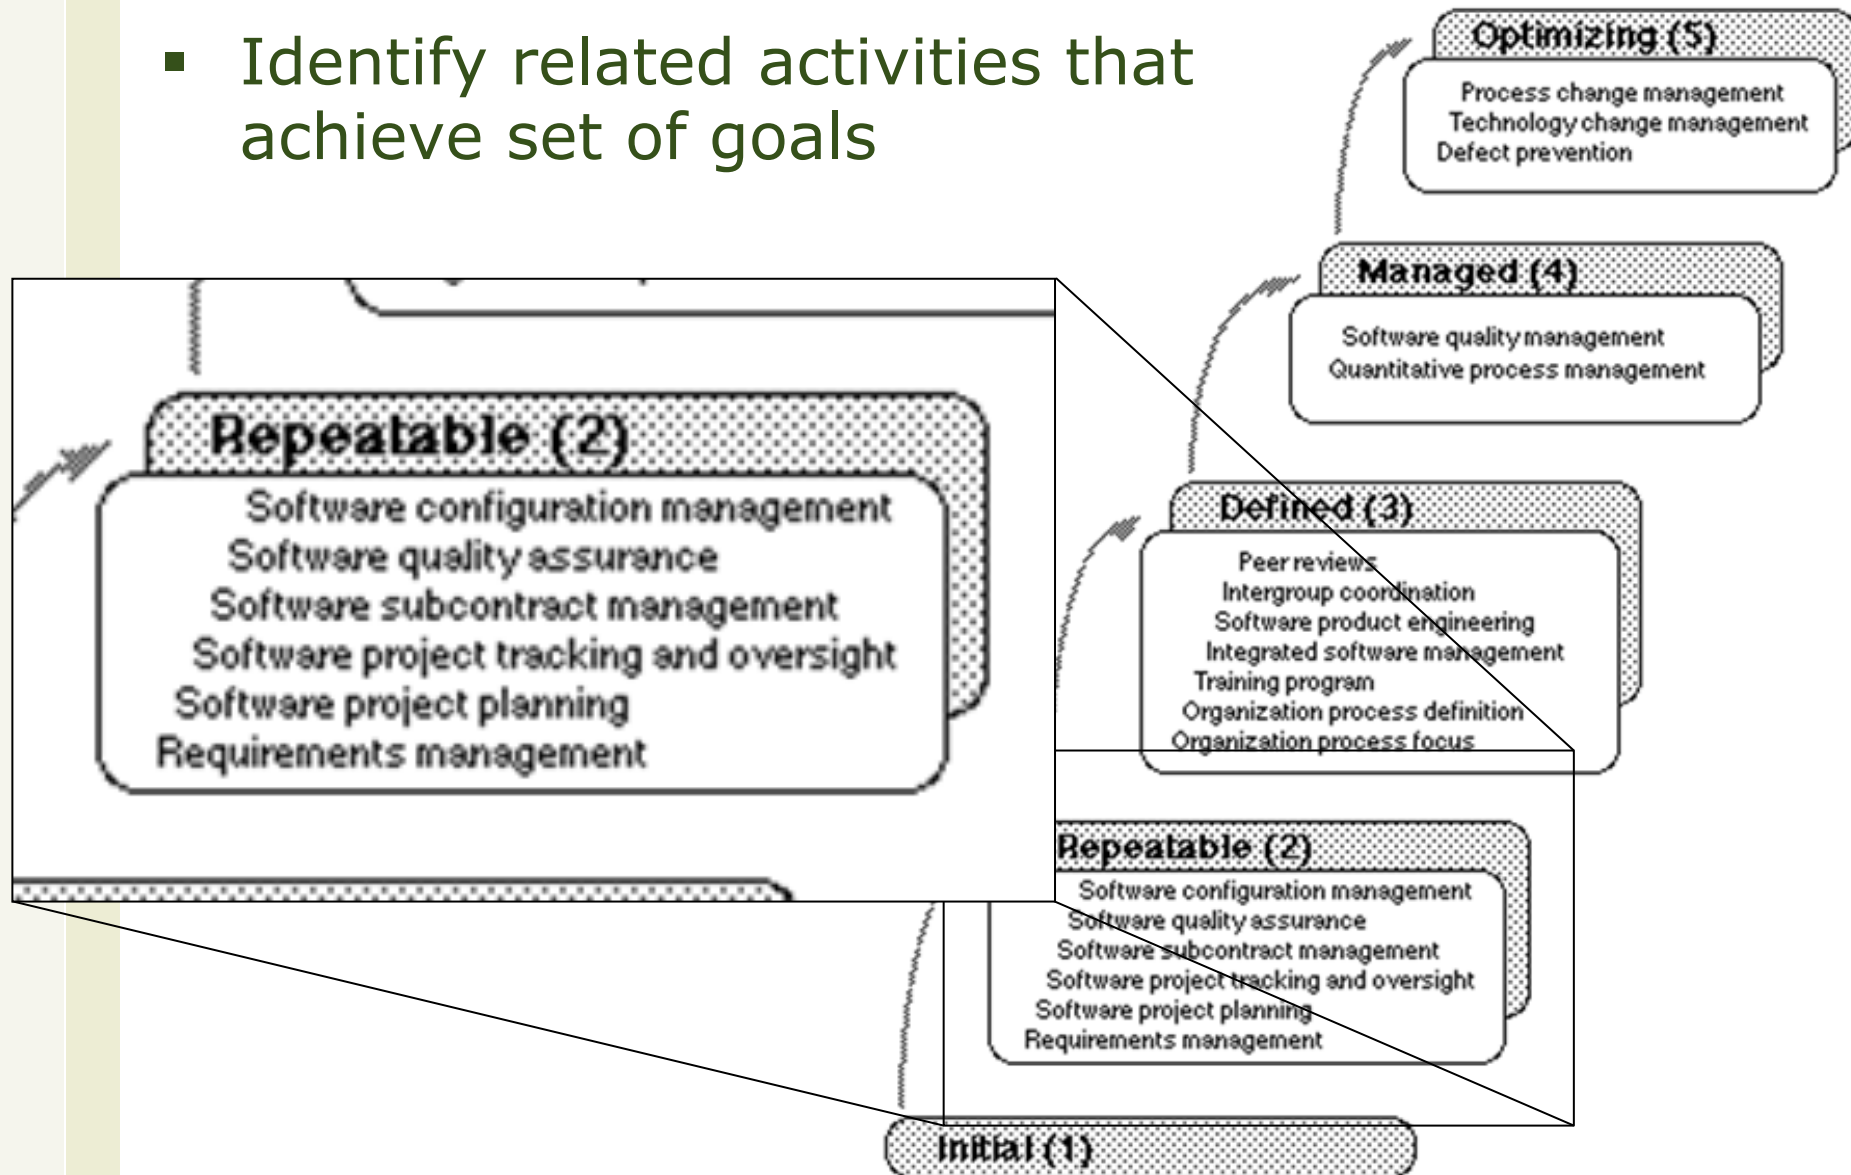 ▪ Identify related activities that
achieve set of goals
Optimizing (5)
Process change management
Technology change management
Defect prevention
Managed (4)
Software quality management
Quantitative process management
Defined (3)
Peer reviews
Intergroup coordination
Software product engineering
Integrated software management
Training program
Organization process definition
Organization process focus
Repeatable (2)
Software configuration management
Software quality assurance
Software subcontract management
Software project tracking and oversight
Software project planning
Requirements management
Repeatable (2)
Software configuration management
Software quality assurance
Software subcontract management
Software project tracking and oversight
Software project planning
Requirements management
Initial (1)